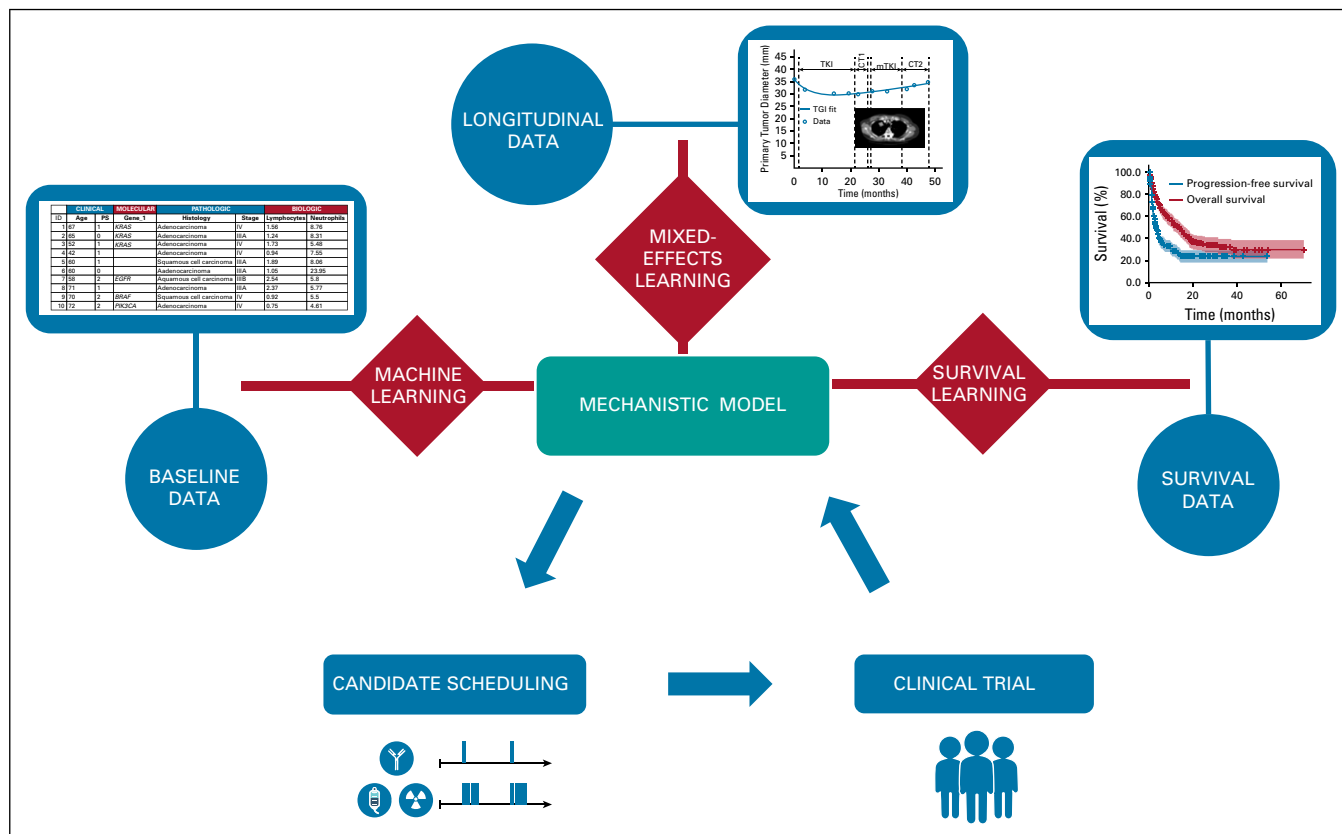 LONGITUDINAL
DATA
Primary Tumor Diameter (mm)
45
40
35
30
25
20
15
10
5
TKI
CT1
mTKI
CT2
TGI fit
Data
0 10 20 30 40 50
Time (months)
CLINICAL MOLECULAR PATHOLOGIC BIOLOGIC
ID Age PS Gene_1 Histology Stage Lymphocytes Neutrophils
1 67 1 KRAS Adenocarcinoma IV 1.56 8.76
2 65 0 KRAS Adenocarcinoma IIIA 1.24 8.31
3 52 1 KRAS Adenocarcinoma IV 1.73 5.48
4 42 1 Adenocarcinoma IV 0.94 7.55
5 60 1 Squamous cell carcinoma IIIA 1.89 8.06
6 60 0 Aadenocarcinoma IIIA 1.05 23.95
7 58 2 EGFR Aquamous cell carcinoma IIIB 2.54 5.8
8 71 1 Adenocarcinoma IIIA 2.37 5.77
9 70 2 BRAF Squamous cell carcinoma IV 0.92 5.5
10 72 2 PIK3CA Adenocarcinoma IV 0.75 4.61
Survival (%)
100.0
80.0
60.0
40.0
20.0
Progression-free survival
Overall survival
0 20 40 60
Time (months)
MIXED-
EFFECTS
LEARNING
MACHINE
LEARNING
MECHANISTIC MODEL
SURVIVAL
LEARNING
BASELINE
DATA
SURVIVAL
DATA
CANDIDATE SCHEDULING
CLINICAL TRIAL